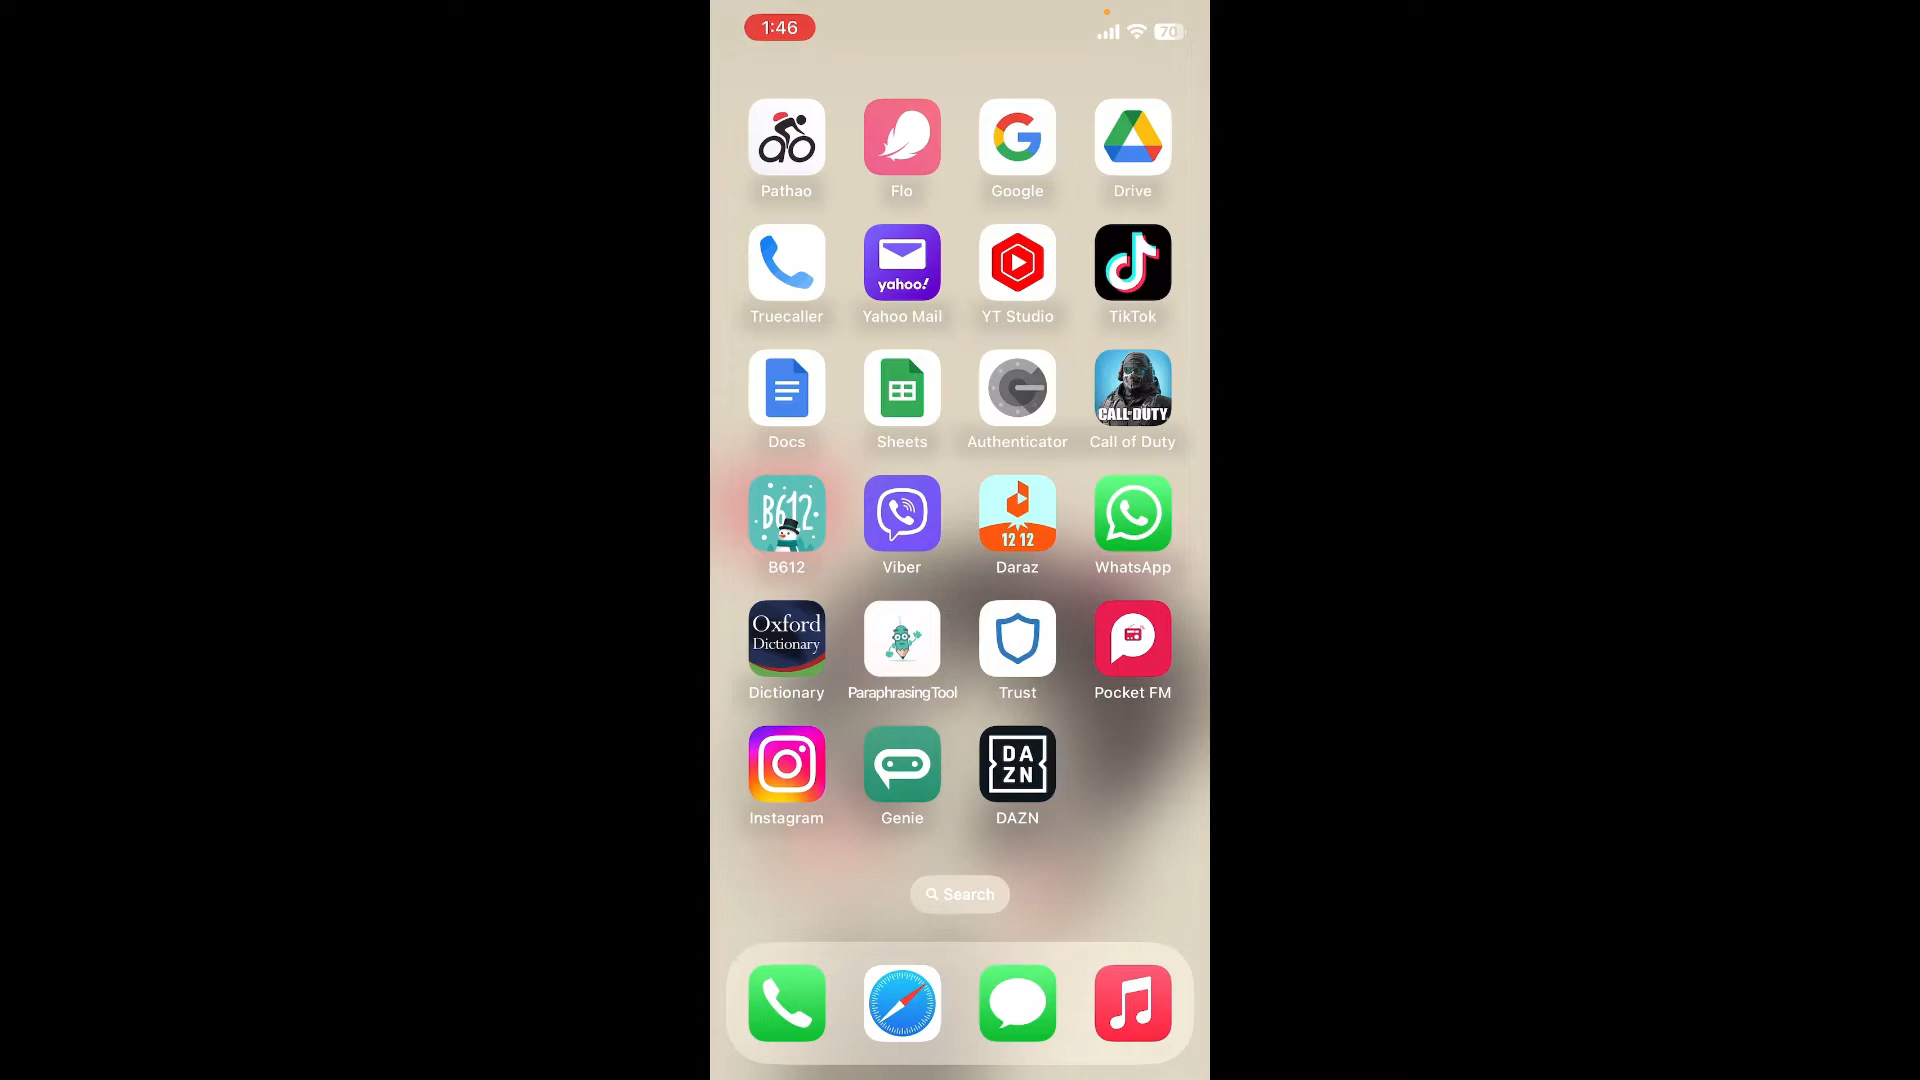 1:46
70
Pathao Flo Google Drive
yahoo!
Truecaller Yahoo Mail YT Studio TikTok
CALL OF DUTY
Docs Sheets Authenticator Call of Duty
B612
12 12
B612 Viber Daraz WhatsApp
Oxford
Dictionary
Dictionary ParaphrasingTool Trust Pocket FM
DA
ZN
Instagram Genie DAZN
Search